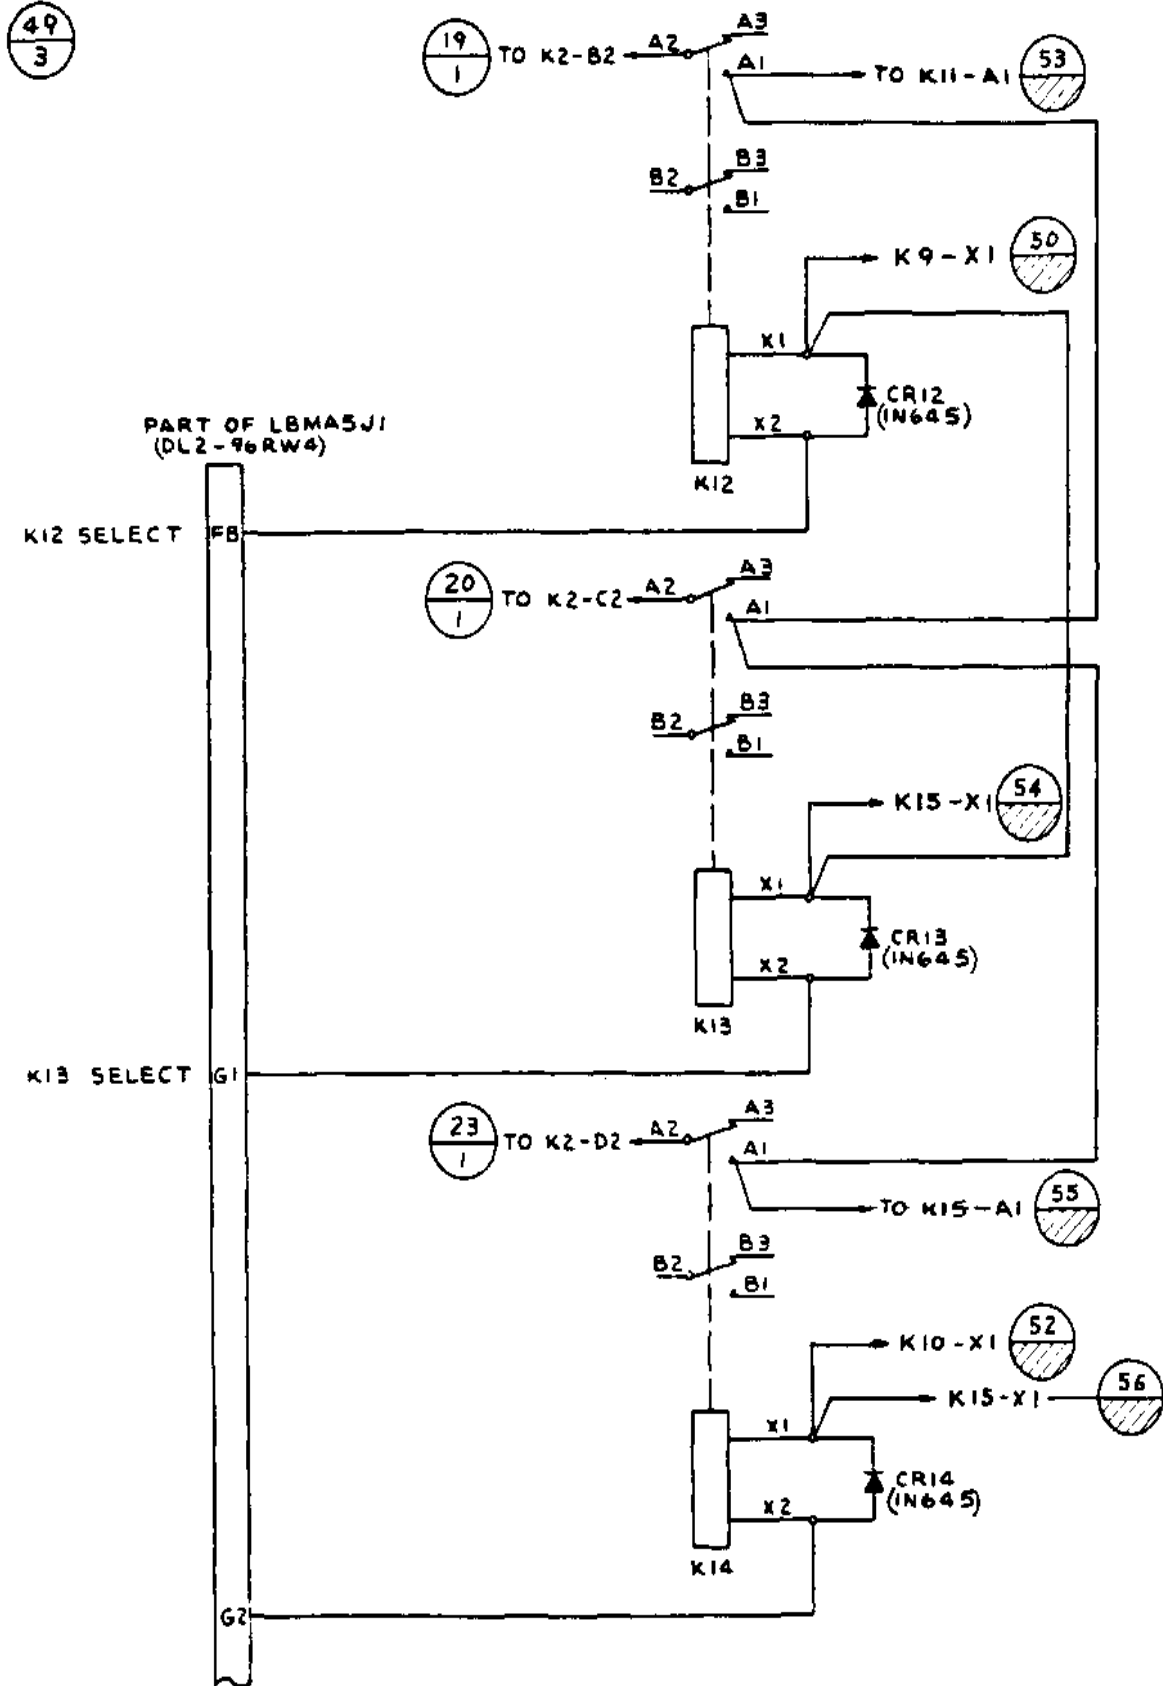 49
3
19
1
TO K2-B2
A2
A3
A1
TO K11-A1
53
B2
B3
B1
K9-X1
50
X1
X2
CR12
(1N645)
K12
PART OF LBMA5J1
(DL2-96RW4)
K12 SELECT
FB
20
1
TO K2-C2
A2
A3
A1
B2
B3
B1
K15-X1
54
X1
X2
CR13
(1N645)
K13
K13 SELECT
G1
23
1
TO K2-D2
A2
A3
A1
TO K15-A1
55
B2
B3
B1
K10-X1
52
K15-X1
56
X1
X2
CR14
(1N645)
K14
G2